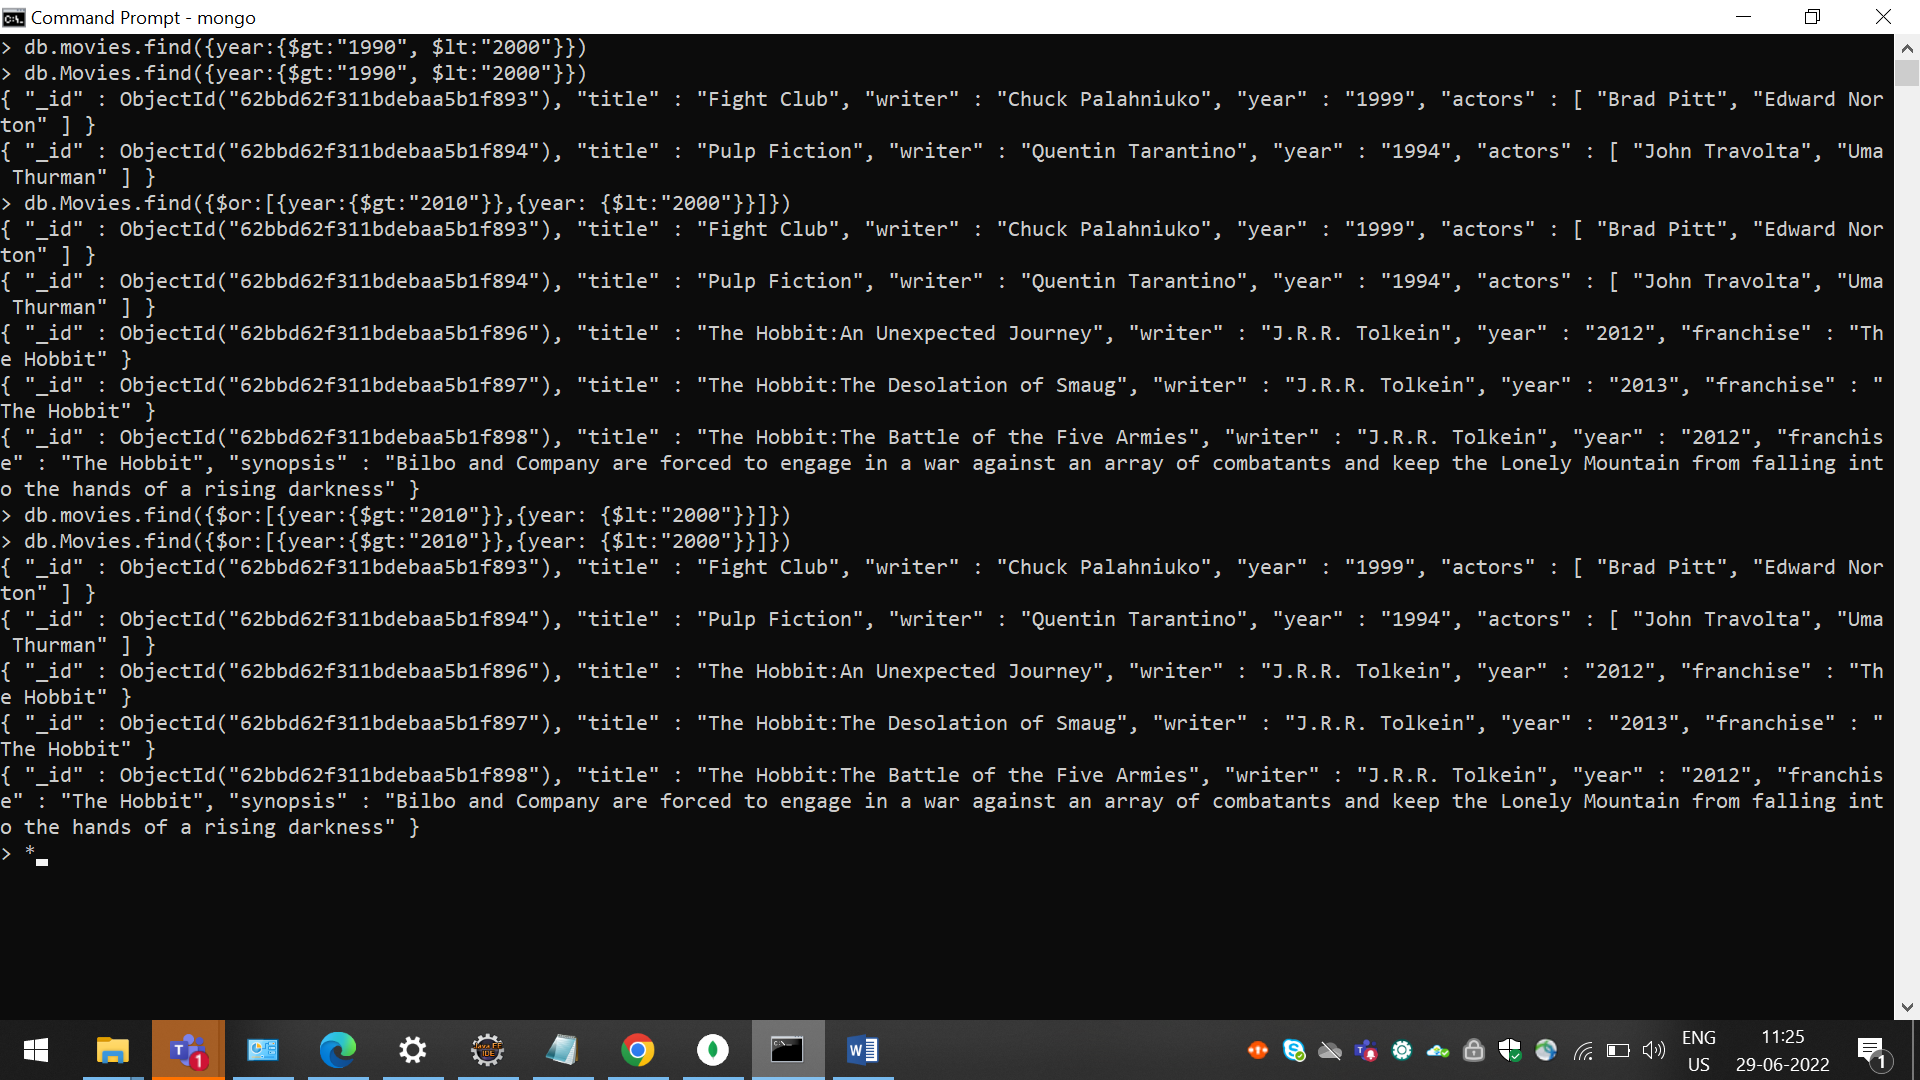 Command Prompt - mongo
> db.movies.find({year:{$gt:"1990", $lt:"2000"}})
> db.Movies.find({year:{$gt:"1990", $lt:"2000"}})
{ "_id" : ObjectId("62bbd62f311bdebaa5b1f893"), "title" : "Fight Club", "writer" : "Chuck Palahniuko", "year" : "1999", "actors" : [ "Brad Pitt", "Edward Nor
ton" ] }
{ "_id" : ObjectId("62bbd62f311bdebaa5b1f894"), "title" : "Pulp Fiction", "writer" : "Quentin Tarantino", "year" : "1994", "actors" : [ "John Travolta", "Uma
 Thurman" ] }
> db.Movies.find({$or:[{year:{$gt:"2010"}},{year: {$lt:"2000"}}]})
{ "_id" : ObjectId("62bbd62f311bdebaa5b1f893"), "title" : "Fight Club", "writer" : "Chuck Palahniuko", "year" : "1999", "actors" : [ "Brad Pitt", "Edward Nor
ton" ] }
{ "_id" : ObjectId("62bbd62f311bdebaa5b1f894"), "title" : "Pulp Fiction", "writer" : "Quentin Tarantino", "year" : "1994", "actors" : [ "John Travolta", "Uma
 Thurman" ] }
{ "_id" : ObjectId("62bbd62f311bdebaa5b1f896"), "title" : "The Hobbit:An Unexpected Journey", "writer" : "J.R.R. Tolkein", "year" : "2012", "franchise" : "Th
e Hobbit" }
{ "_id" : ObjectId("62bbd62f311bdebaa5b1f897"), "title" : "The Hobbit:The Desolation of Smaug", "writer" : "J.R.R. Tolkein", "year" : "2013", "franchise" : "
The Hobbit" }
{ "_id" : ObjectId("62bbd62f311bdebaa5b1f898"), "title" : "The Hobbit:The Battle of the Five Armies", "writer" : "J.R.R. Tolkein", "year" : "2012", "franchis
e" : "The Hobbit", "synopsis" : "Bilbo and Company are forced to engage in a war against an array of combatants and keep the Lonely Mountain from falling int
o the hands of a rising darkness" }
> db.movies.find({$or:[{year:{$gt:"2010"}},{year: {$lt:"2000"}}]})
> db.Movies.find({$or:[{year:{$gt:"2010"}},{year: {$lt:"2000"}}]})
{ "_id" : ObjectId("62bbd62f311bdebaa5b1f893"), "title" : "Fight Club", "writer" : "Chuck Palahniuko", "year" : "1999", "actors" : [ "Brad Pitt", "Edward Nor
ton" ] }
{ "_id" : ObjectId("62bbd62f311bdebaa5b1f894"), "title" : "Pulp Fiction", "writer" : "Quentin Tarantino", "year" : "1994", "actors" : [ "John Travolta", "Uma
 Thurman" ] }
{ "_id" : ObjectId("62bbd62f311bdebaa5b1f896"), "title" : "The Hobbit:An Unexpected Journey", "writer" : "J.R.R. Tolkein", "year" : "2012", "franchise" : "Th
e Hobbit" }
{ "_id" : ObjectId("62bbd62f311bdebaa5b1f897"), "title" : "The Hobbit:The Desolation of Smaug", "writer" : "J.R.R. Tolkein", "year" : "2013", "franchise" : "
The Hobbit" }
{ "_id" : ObjectId("62bbd62f311bdebaa5b1f898"), "title" : "The Hobbit:The Battle of the Five Armies", "writer" : "J.R.R. Tolkein", "year" : "2012", "franchis
e" : "The Hobbit", "synopsis" : "Bilbo and Company are forced to engage in a war against an array of combatants and keep the Lonely Mountain from falling int
o the hands of a rising darkness" }
> *
ENG 11:25
US 29-06-2022